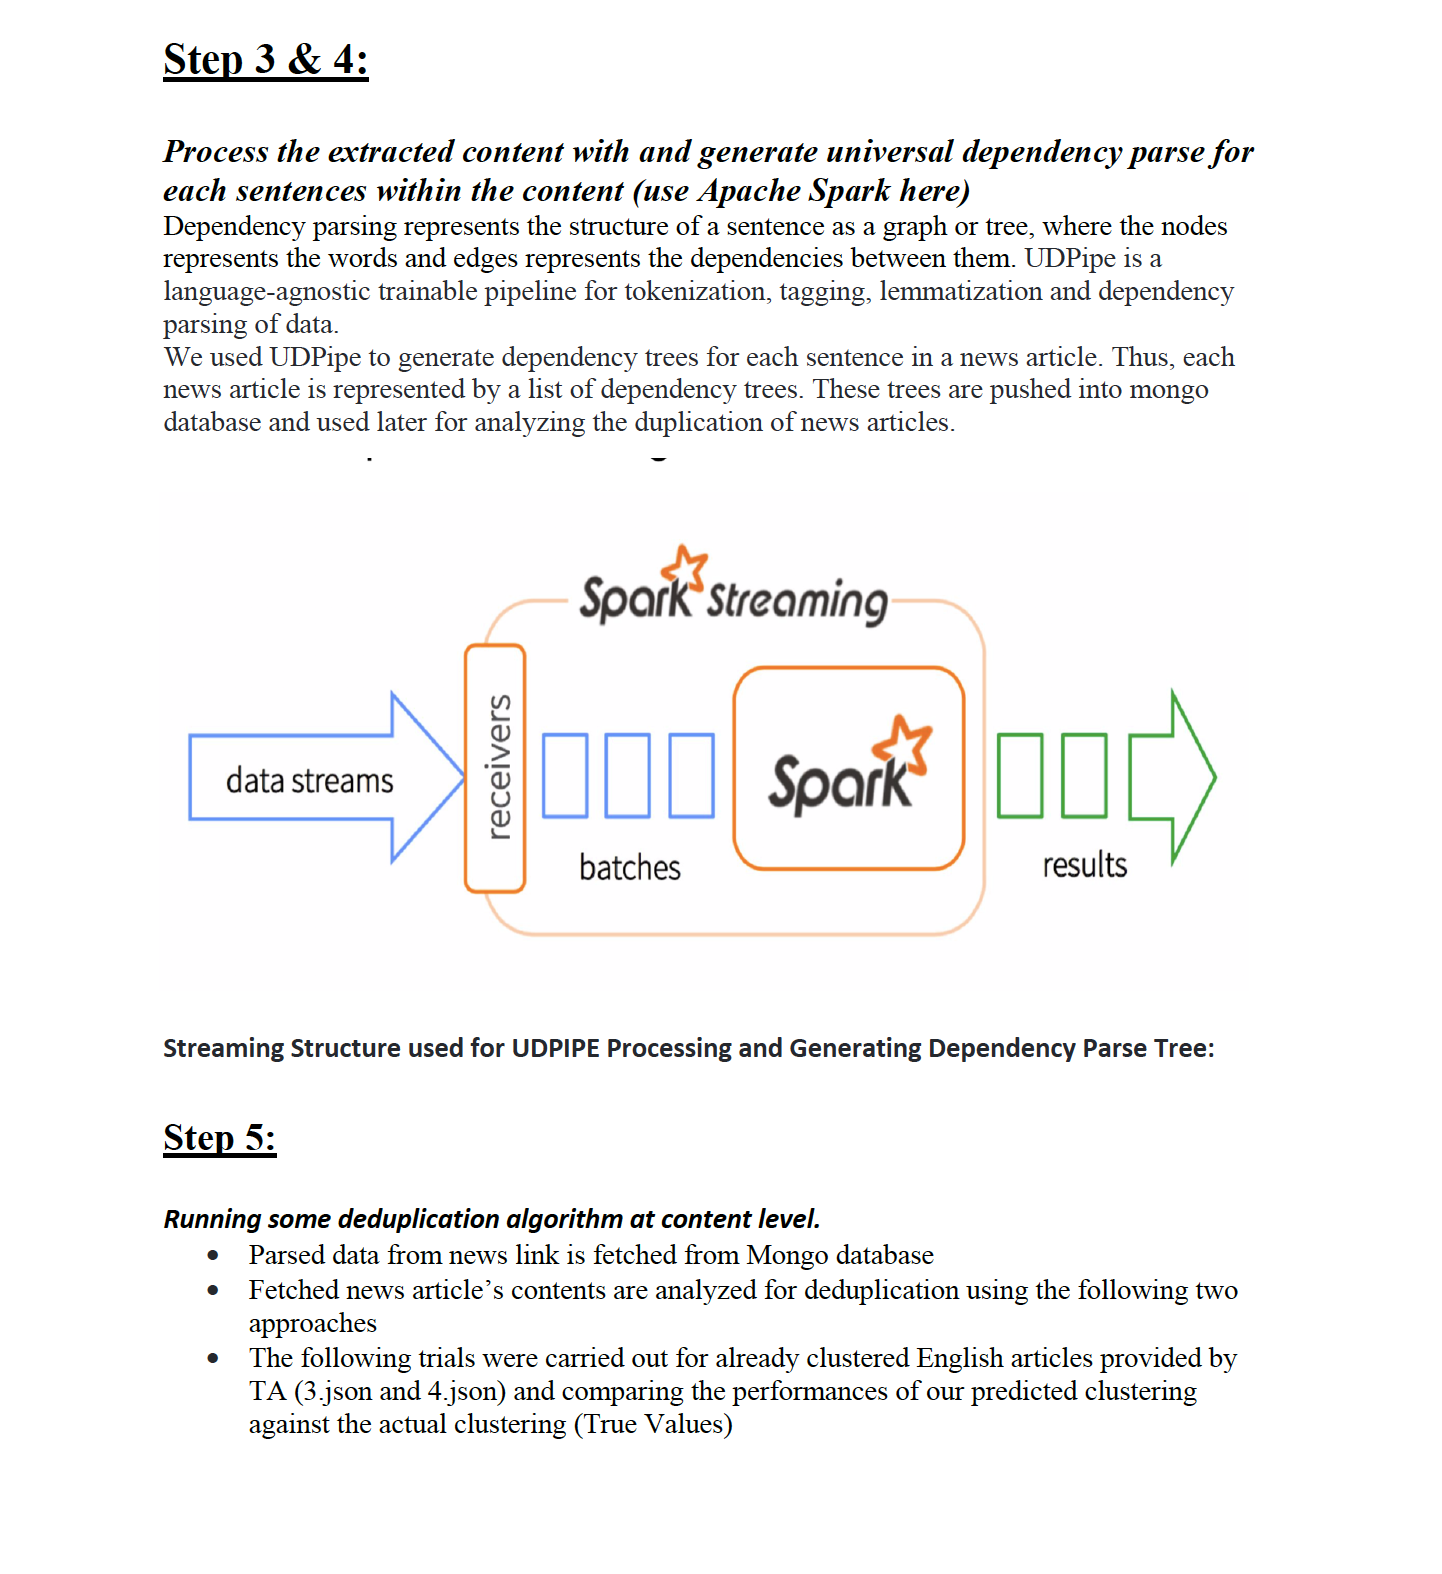 Step 3 & 4:
Process the extracted content with and generate universal dependency parse for
each sentences within the content (use Apache Spark here)
Dependency parsing represents the structure of a sentence as a graph or tree, where the nodes
represents the words and edges represents the dependencies between them. UDPipe is a
language-agnostic trainable pipeline for tokenization, tagging, lemmatization and dependency
parsing of data.
We used UDPipe to generate dependency trees for each sentence in a news article. Thus, each
news article is represented by a list of dependency trees. These trees are pushed into mongo
database and used later for analyzing the duplication of news articles.
Spark Streaming
data streams
receivers
batches
Spark
results
Streaming Structure used for UDPIPE Processing and Generating Dependency Parse Tree:
Step 5:
Running some deduplication algorithm at content level.
• Parsed data from news link is fetched from Mongo database
• Fetched news article’s contents are analyzed for deduplication using the following two
approaches
• The following trials were carried out for already clustered English articles provided by
TA (3.json and 4.json) and comparing the performances of our predicted clustering
against the actual clustering (True Values)